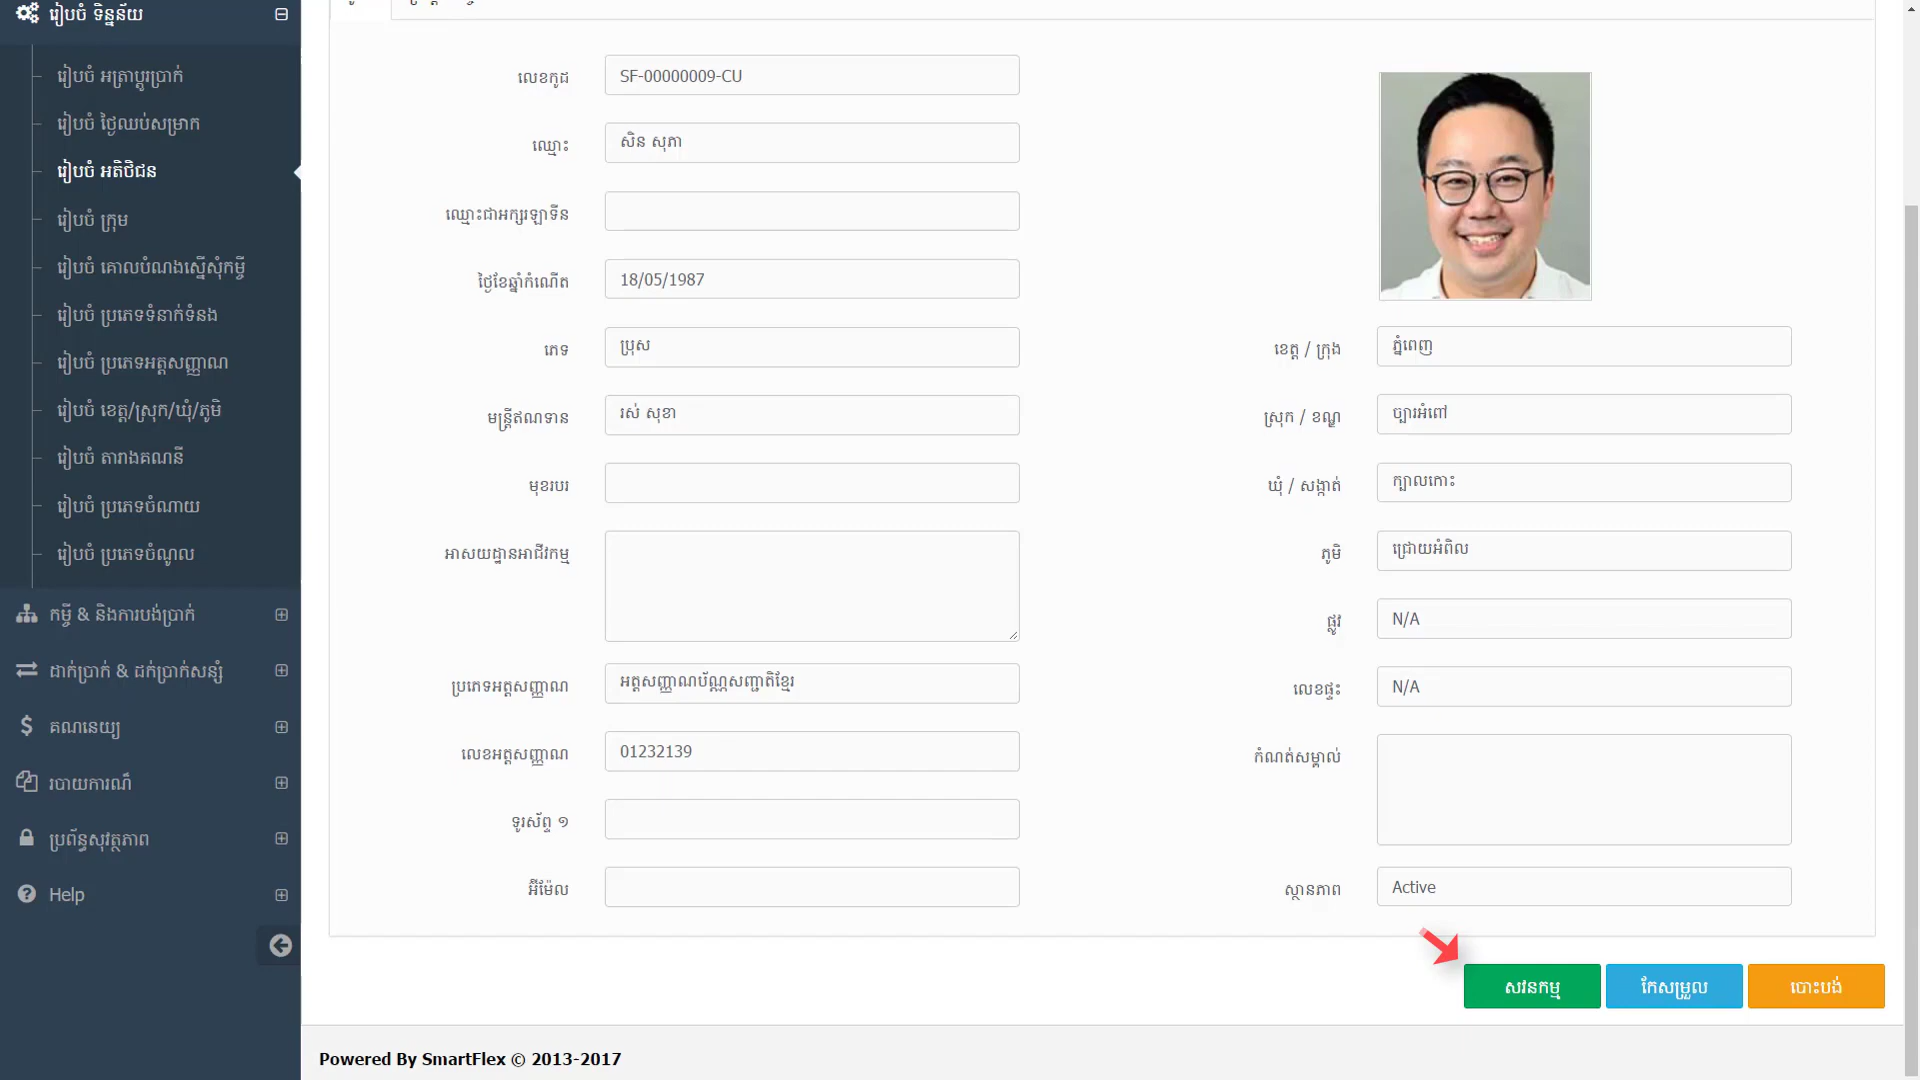 រៀបចំ ទិន្នន័យ
រៀបចំ អត្រាប្តូរប្រាក់
រៀបចំ ថ្ងៃឈប់សម្រាក
រៀបចំ អតិថិជន
រៀបចំ ក្រុម
រៀបចំ គោលបំណងស្នើសុំកម្ចី
រៀបចំ ប្រភេទទំនាក់ទំនង
រៀបចំ ប្រភេទអត្តសញ្ញាណ
រៀបចំ ខេត្ត/ស្រុក/ឃុំ/ភូមិ
រៀបចំ តារាងគណនី
រៀបចំ ប្រភេទចំណាយ
រៀបចំ ប្រភេទចំណូល
កម្ចី & និងការបង់ប្រាក់
ដាក់ប្រាក់ & ដក់ប្រាក់សន្សំ
គណនេយ្យ
របាយការណ៏
ប្រព័ន្ធសុវត្ថភាព
Help
លេខកូដ SF-00000009-CU
ឈ្មោះ សិន សុភា
ឈ្មោះជាអក្សរឡាទីន
ថ្ងៃខែឆ្នាំកំណើត 18/05/1987
ភេទ ប្រុស
មន្ត្រីឥណទាន រស់ សុខា
មុខរបរ
អាសយដ្ឋានអាជីវកម្ម
ប្រភេទអត្តសញ្ញាណ អត្តសញ្ញាណប័ណ្ណសញ្ជាតិខ្មែរ
លេខអត្តសញ្ញាណ 01232139
ទូរស័ព្ទ ១
អ៊ីម៉ែល
ខេត្ត / ក្រុង ភ្នំពេញ
ស្រុក / ខណ្ឌ ច្បារអំពៅ
ឃុំ / សង្កាត់ ក្បាលកោះ
ភូមិ ជ្រោយអំពិល
ផ្លូវ N/A
លេខផ្ទះ N/A
កំណត់សម្គាល់
ស្ថានភាព Active
សវនកម្ម កែសម្រួល បោះបង់
Powered By SmartFlex © 2013-2017